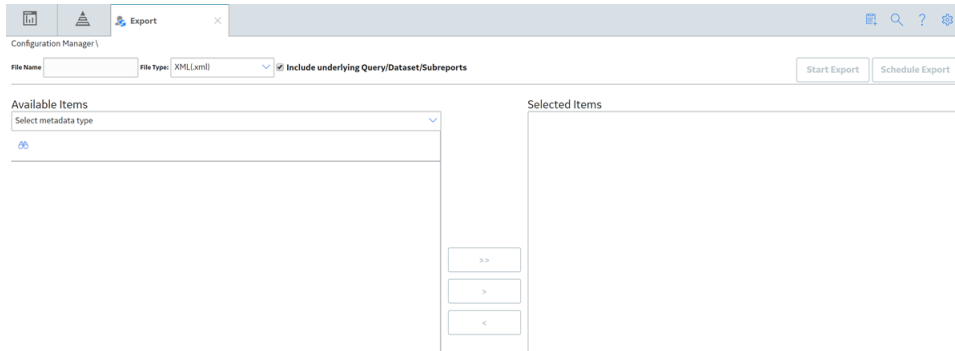 Export
Configuration Manager\
File Name File Type: XML(.xml) Include underlying Query/Dataset/Subreports Start Export Schedule Export
Available Items Selected Items
Select metadata type
>>
>
<